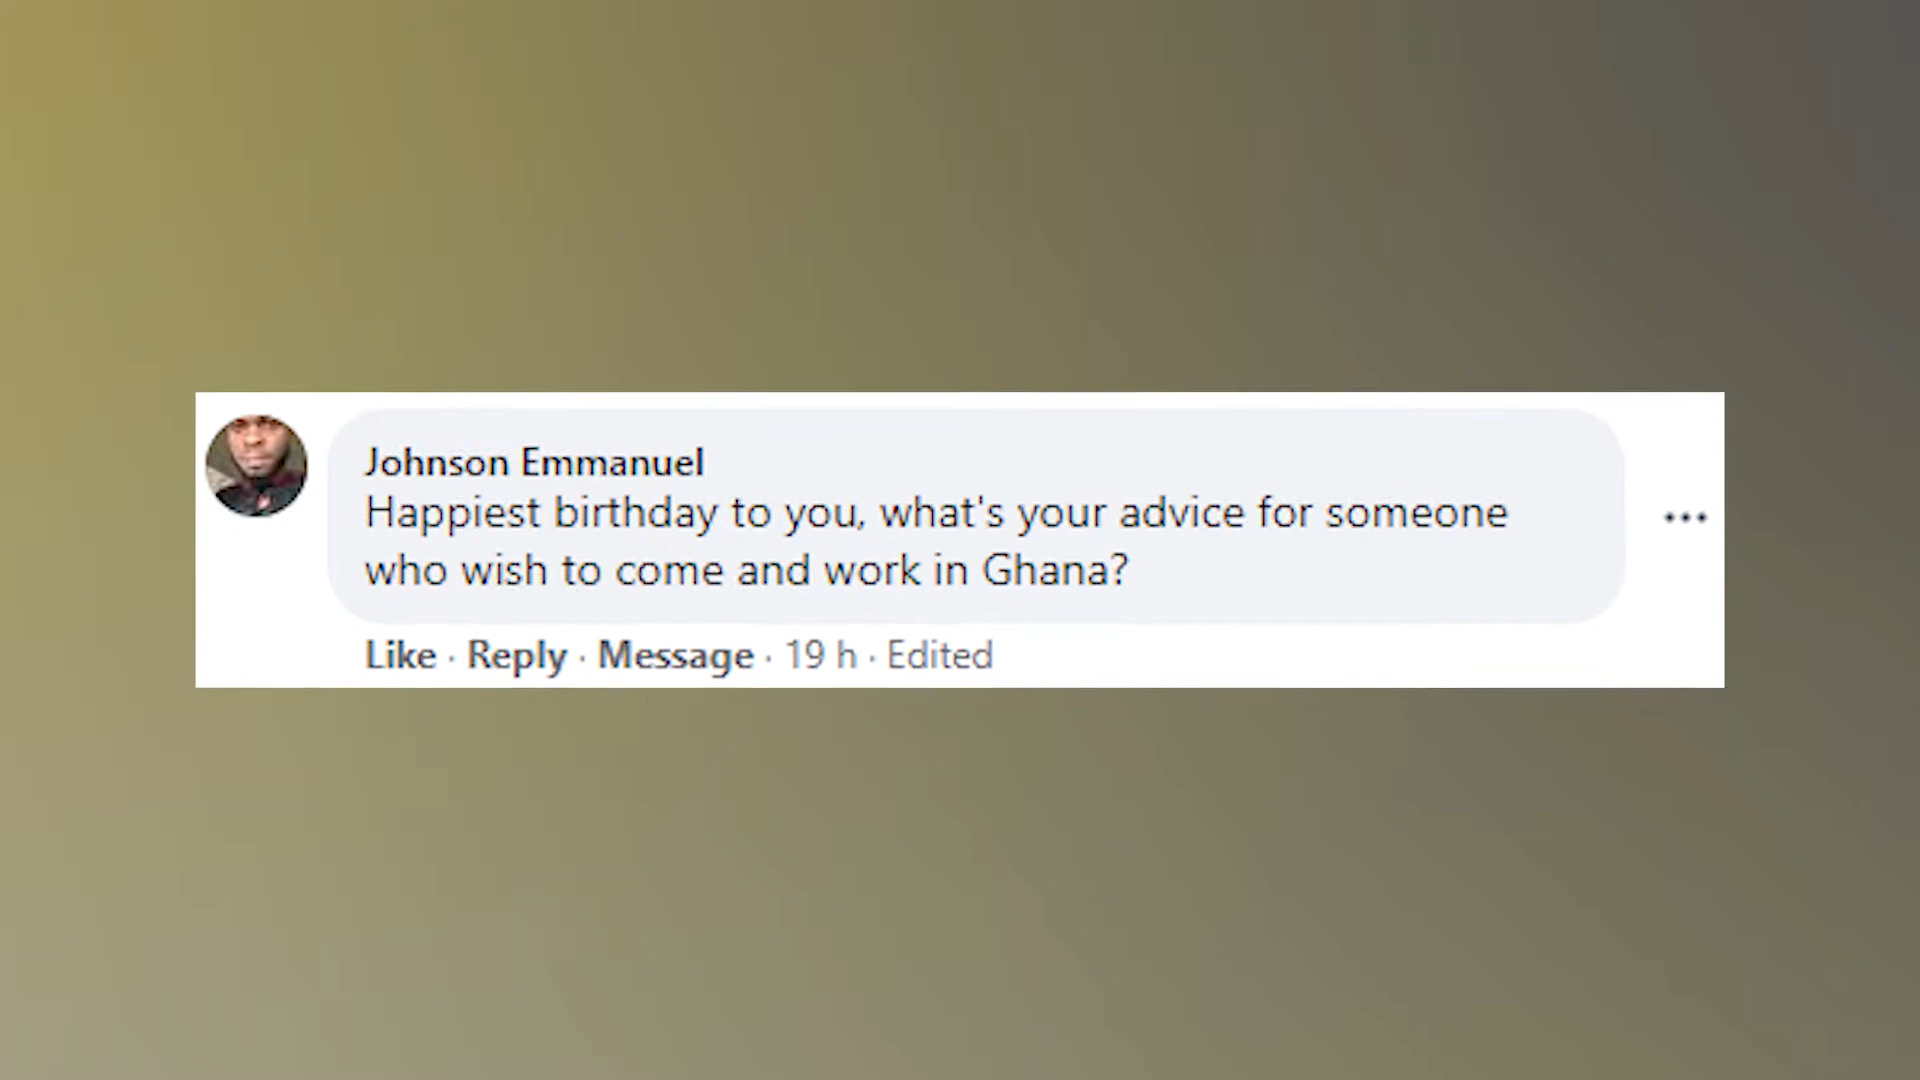 Johnson Emmanuel
Happiest birthday to you, what's your advice for someone
who wish to come and work in Ghana?
Like · Reply · Message · 19 h · Edited